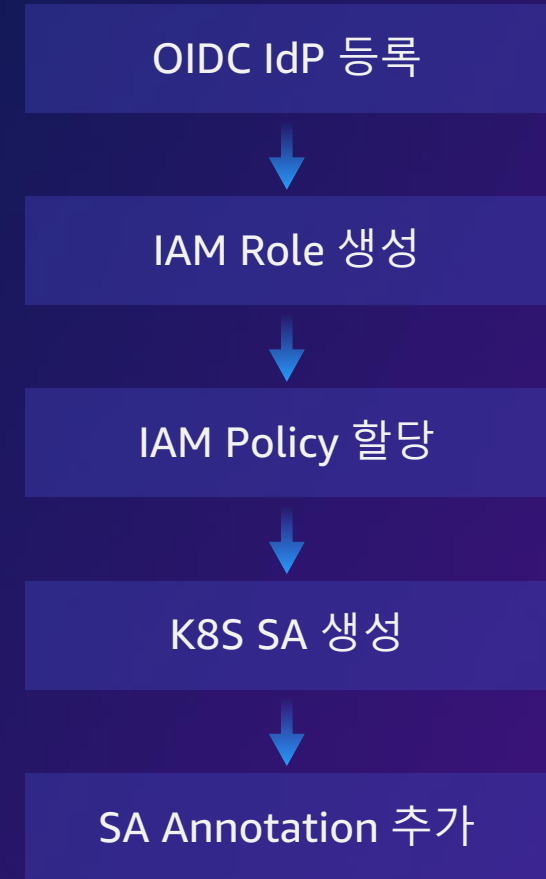 OIDC IdP 등록
IAM Role 생성
IAM Policy 할당
K8S SA 생성
SA Annotation 추가